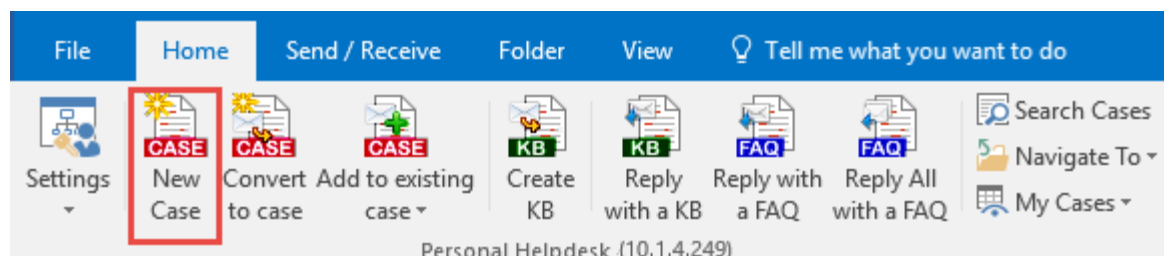 File Home Send / Receive Folder View Tell me what you want to do
CASE CASE CASE KB KB FAQ FAQ
Settings New Case
Convert to case
Add to existing case
Create KB
Reply with a KB
Reply with a FAQ
Reply All with a FAQ
Search Cases
Navigate To
My Cases
Personal Helpdesk (10.1.4.249)